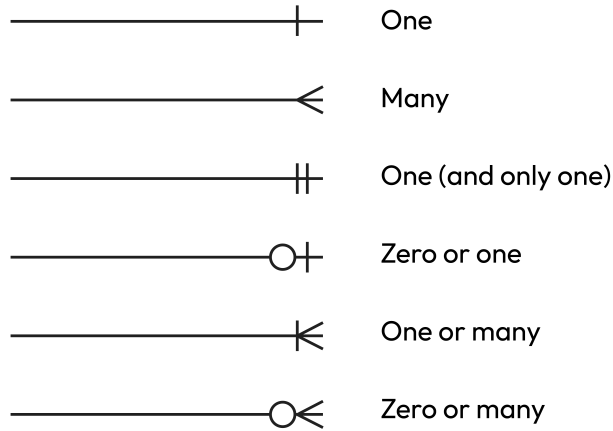 One
Many
One (and only one)
Zero or one
One or many
Zero or many